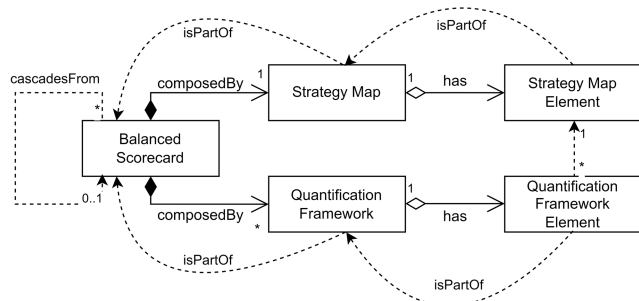 isPartOf
isPartOf
cascadesFrom
*
composedBy
1
Strategy Map
1
has
Strategy Map
Element
Balanced
Scorecard
1
*
0..1
composedBy
*
Quantification
Framework
1
has
Quantification
Framework
Element
isPartOf
isPartOf